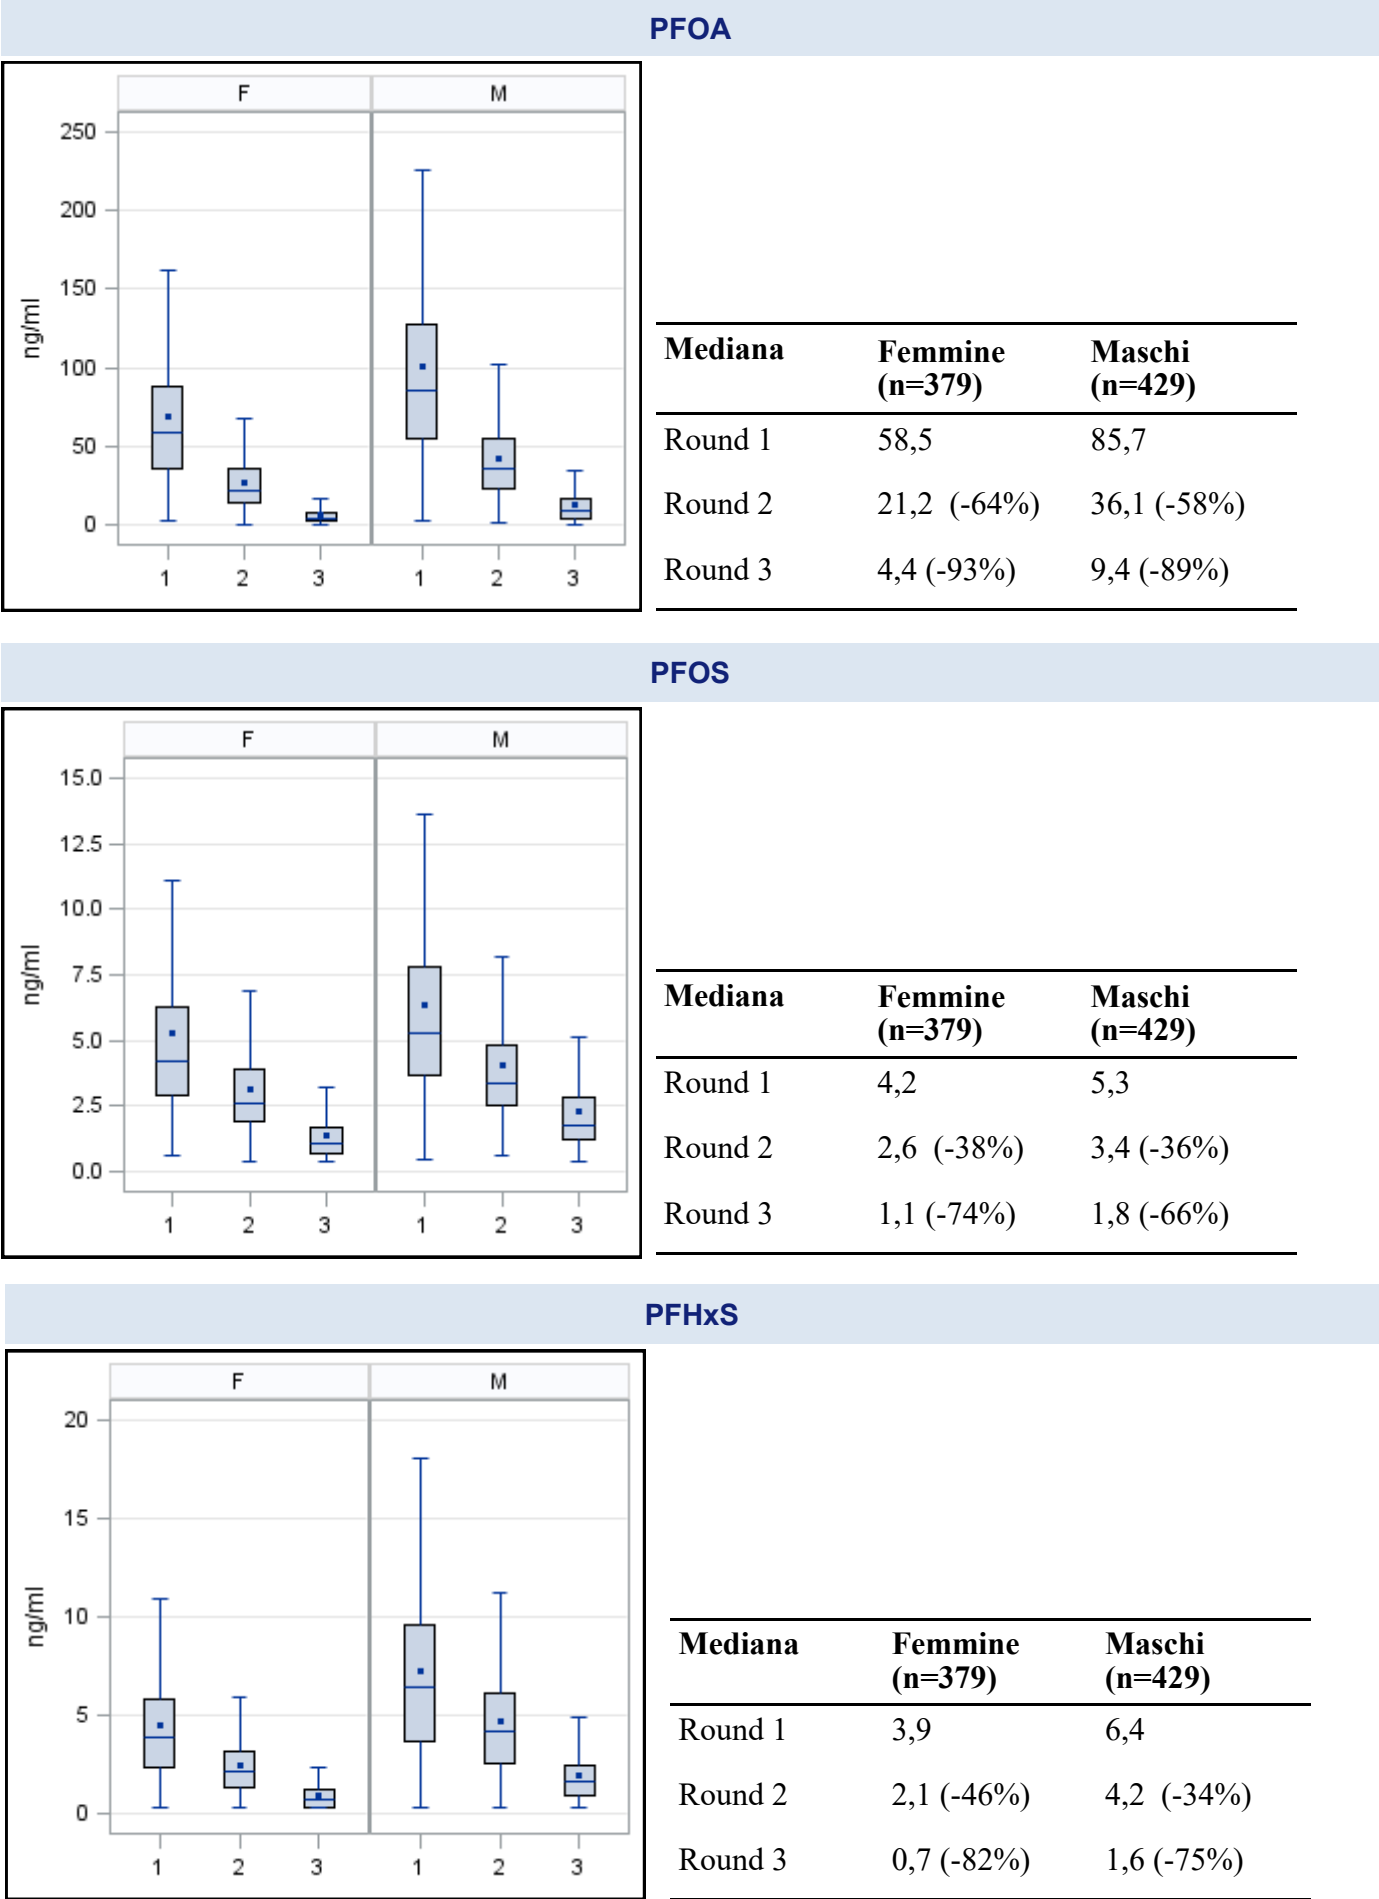 PFOA
F M
250
200
150
100
50
0
ng/ml
1 2 3 1 2 3
Mediana Femmine (n=379) Maschi (n=429)
Round 1 58,5 85,7
Round 2 21,2 (-64%) 36,1 (-58%)
Round 3 4,4 (-93%) 9,4 (-89%)
PFOS
F M
15.0
12.5
10.0
7.5
5.0
2.5
0.0
ng/ml
1 2 3 1 2 3
Mediana Femmine (n=379) Maschi (n=429)
Round 1 4,2 5,3
Round 2 2,6 (-38%) 3,4 (-36%)
Round 3 1,1 (-74%) 1,8 (-66%)
PFHxS
F M
20
15
10
5
0
ng/ml
1 2 3 1 2 3
Mediana Femmine (n=379) Maschi (n=429)
Round 1 3,9 6,4
Round 2 2,1 (-46%) 4,2 (-34%)
Round 3 0,7 (-82%) 1,6 (-75%)